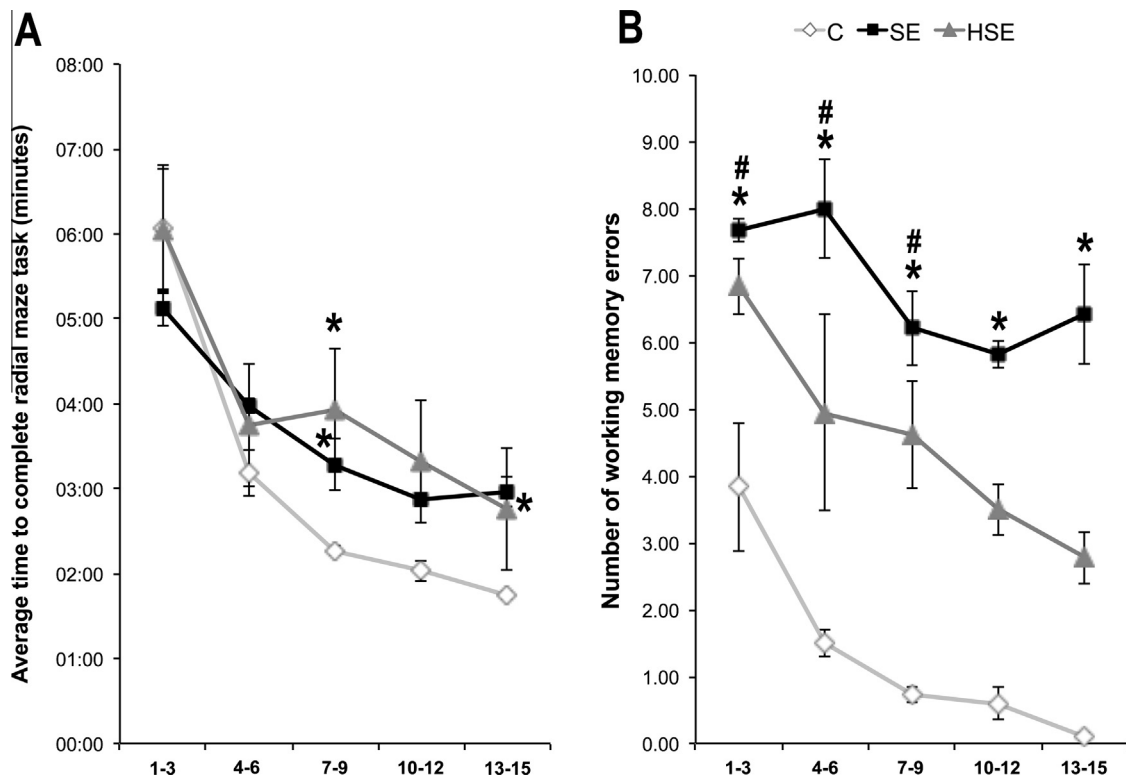 A
Average time to complete radial maze task (minutes)
08:00
07:00
06:00
05:00
04:00
03:00
02:00
01:00
00:00
*
*
*
1-3 4-6 7-9 10-12 13-15
B
C SE HSE
Number of working memory errors
10.00
9.00
8.00
7.00
6.00
5.00
4.00
3.00
2.00
1.00
0.00
# # #
* * * * *
1-3 4-6 7-9 10-12 13-15